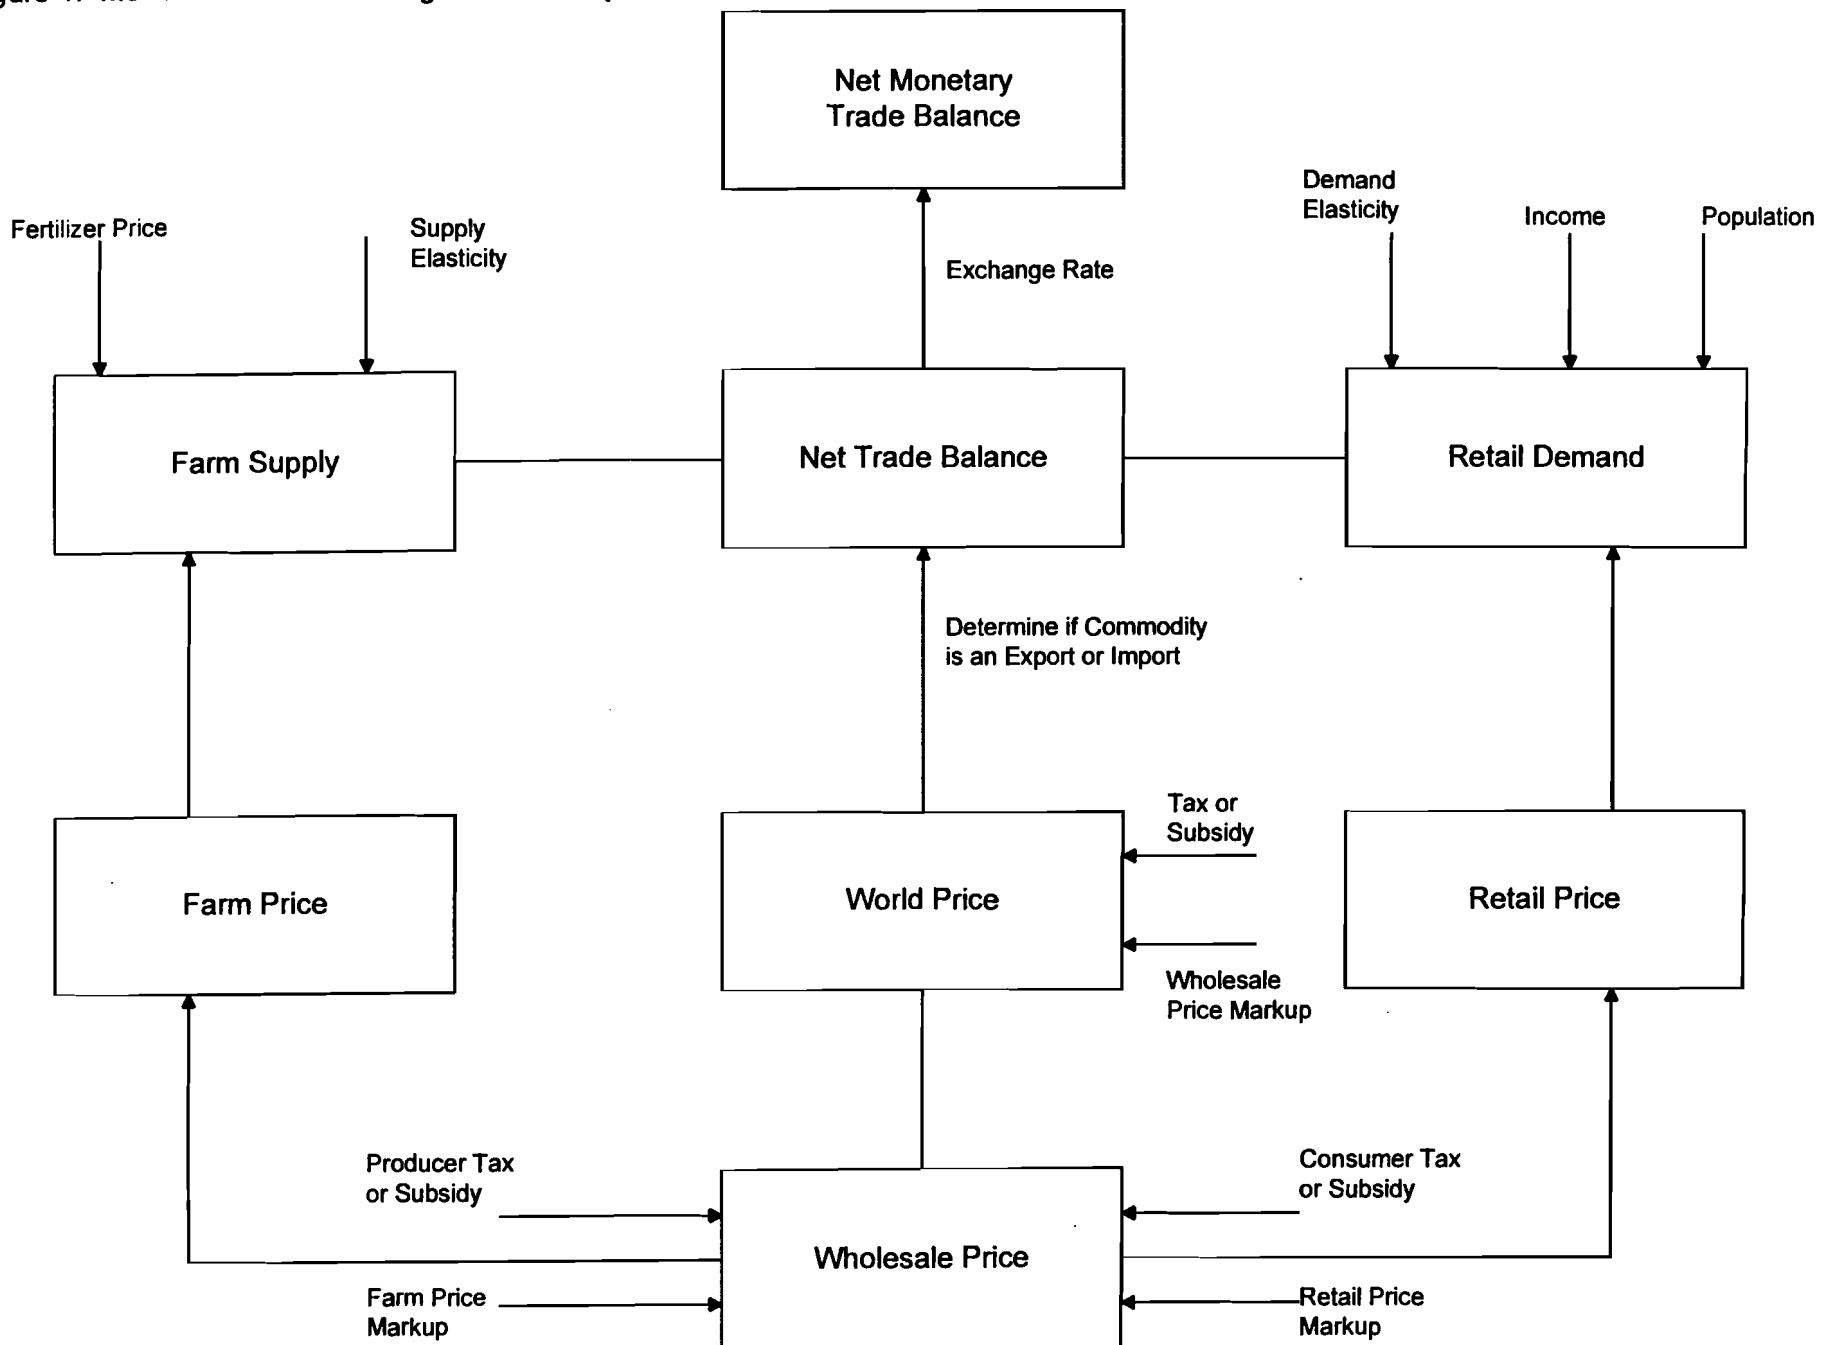 Net Monetary
Trade Balance
Demand
Elasticity
Income
Population
Fertilizer Price
Supply
Elasticity
Exchange Rate
Farm Supply
Net Trade Balance
Retail Demand
Determine if Commodity
is an Export or Import
Tax or
Subsidy
Farm Price
World Price
Retail Price
Wholesale
Price Markup
Producer Tax
or Subsidy
Consumer Tax
or Subsidy
Wholesale Price
Farm Price
Markup
Retail Price
Markup